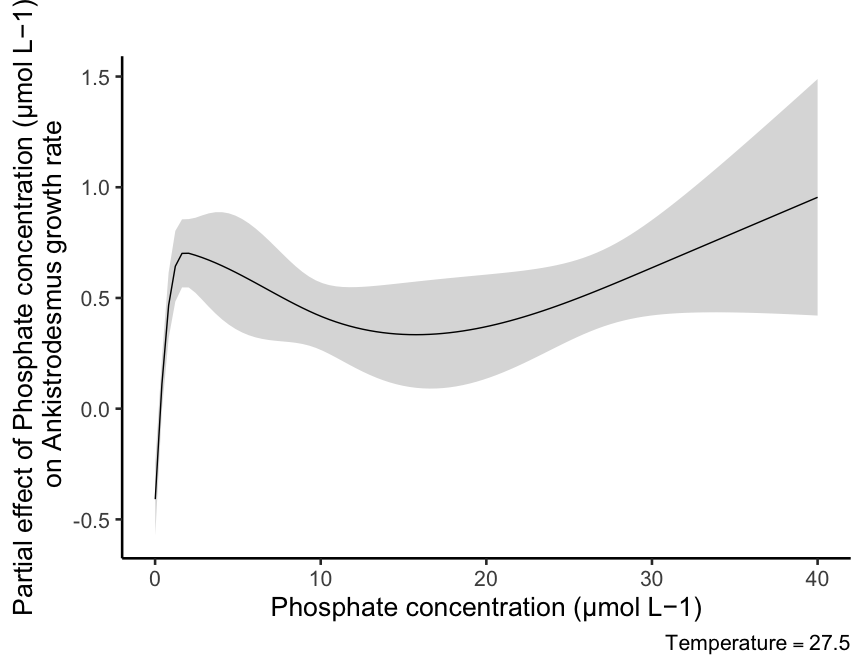 Partial effect of Phosphate concentration (μmol L−1)
on Ankistrodesmus growth rate
1.5
1.0
0.5
0.0
-0.5
0 10 20 30 40
Phosphate concentration (μmol L−1)
Temperature = 27.5